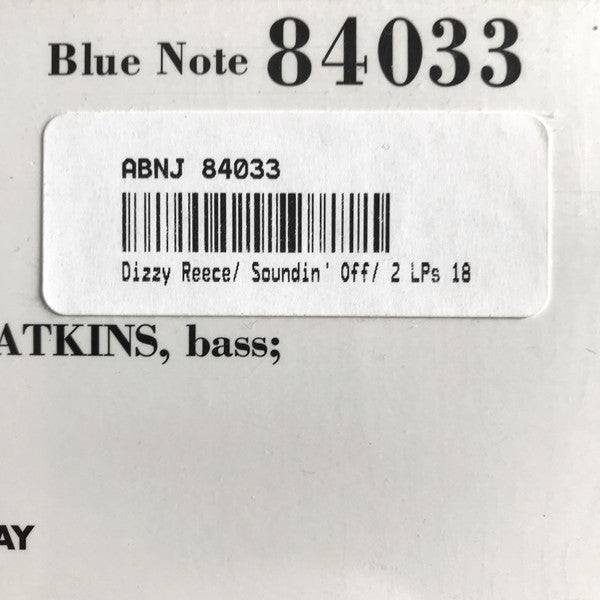 Blue Note 84033
ABNJ 84033
Dizzy Reece/ Soundin' Off/ 2 LPs 18
ATKINS, bass;
AY